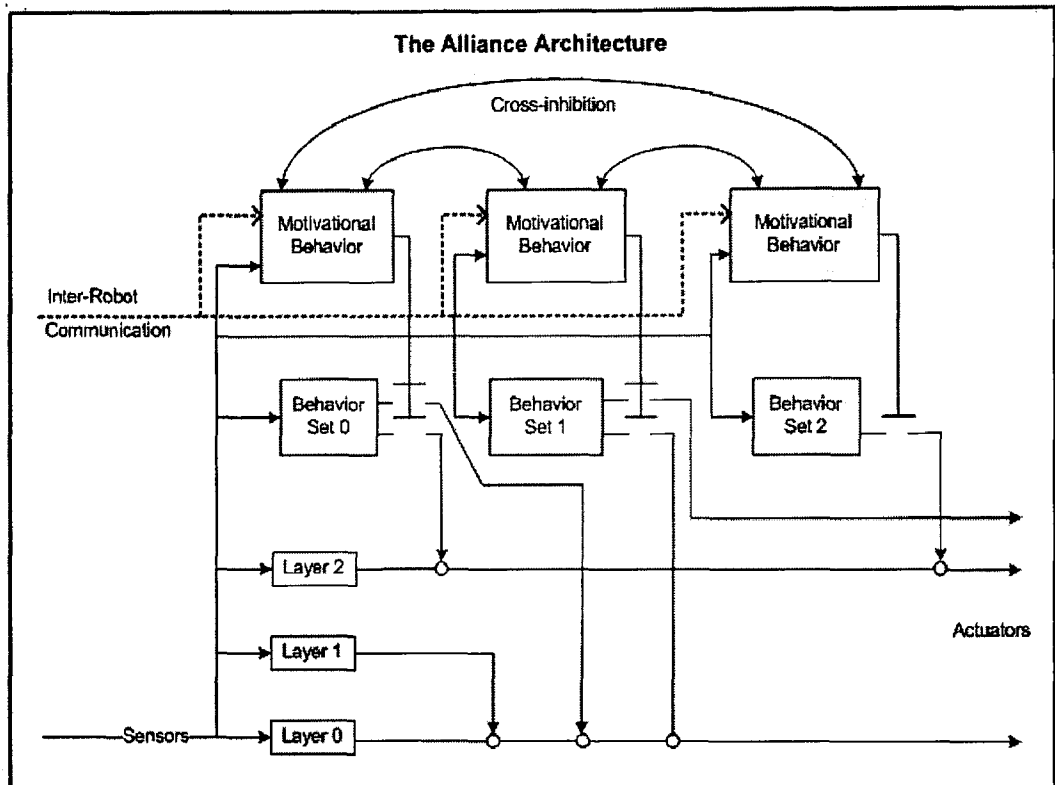 The Alliance Architecture
Cross-inhibition
Motivational
Behavior
Motivational
Behavior
Motivational
Behavior
Inter-Robot
Communication
Behavior
Set 0
Behavior
Set 1
Behavior
Set 2
Layer 2
Layer 1
Actuators
Sensors
Layer 0